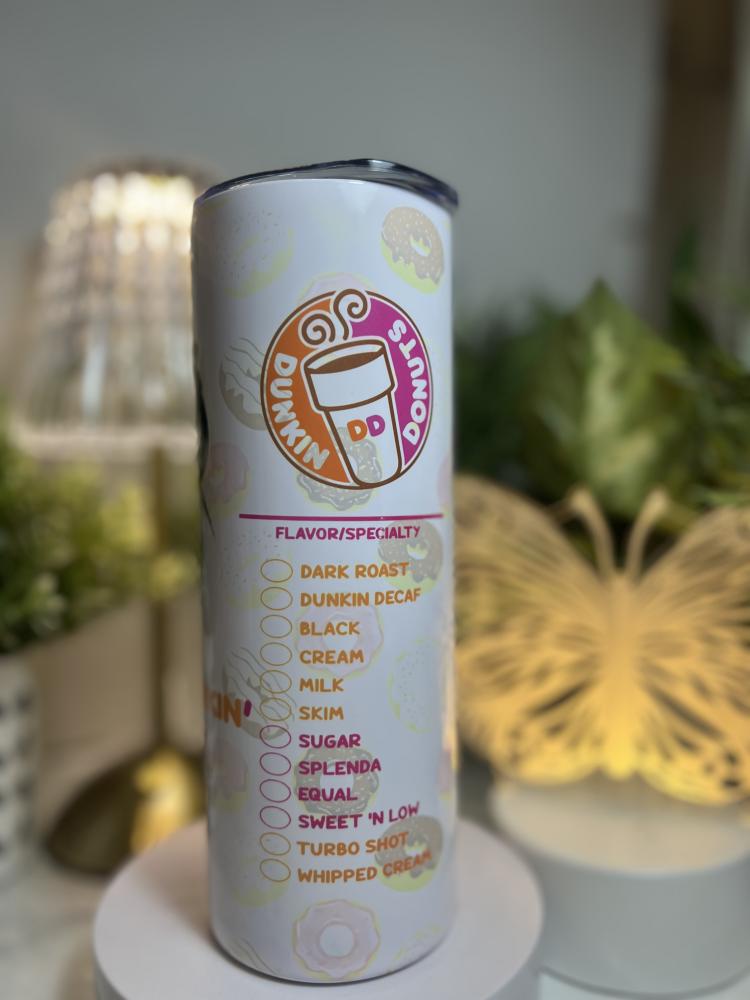 DUNKIN
DONUTS
DD
FLAVOR/SPECIALTY
DARK ROAST
DUNKIN DECAF
BLACK
CREAM
MILK
SKIM
SUGAR
SPLENDA
EQUAL
SWEET 'N LOW
TURBO SHOT
WHIPPED CREAM